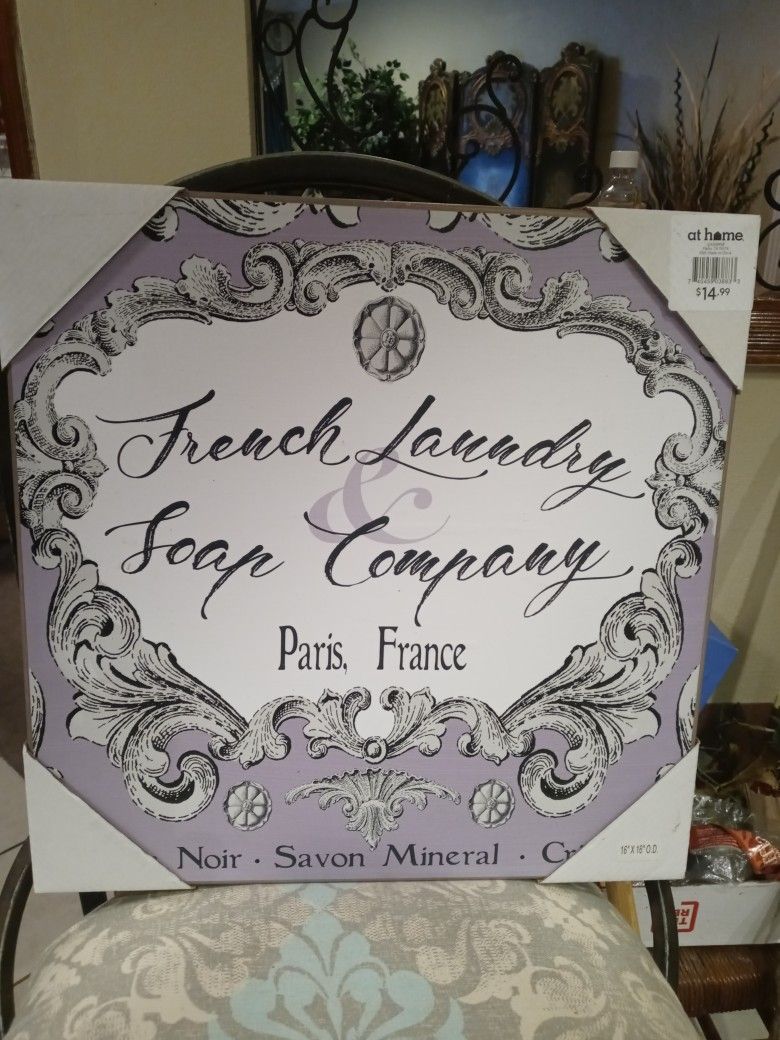 at home
$14.99
French Laundry
&
Soap Company
Paris, France
Noir · Savon Mineral ·
16" X 16" O.D.